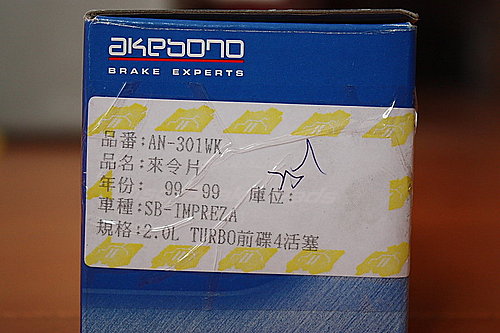 akebono
BRAKE EXPERTS
品番:AN-301WK
品名:來令片
年份: 99-99 庫位:
車種:SB-IMPREZA
規格:2.0L TURBO前碟4活塞